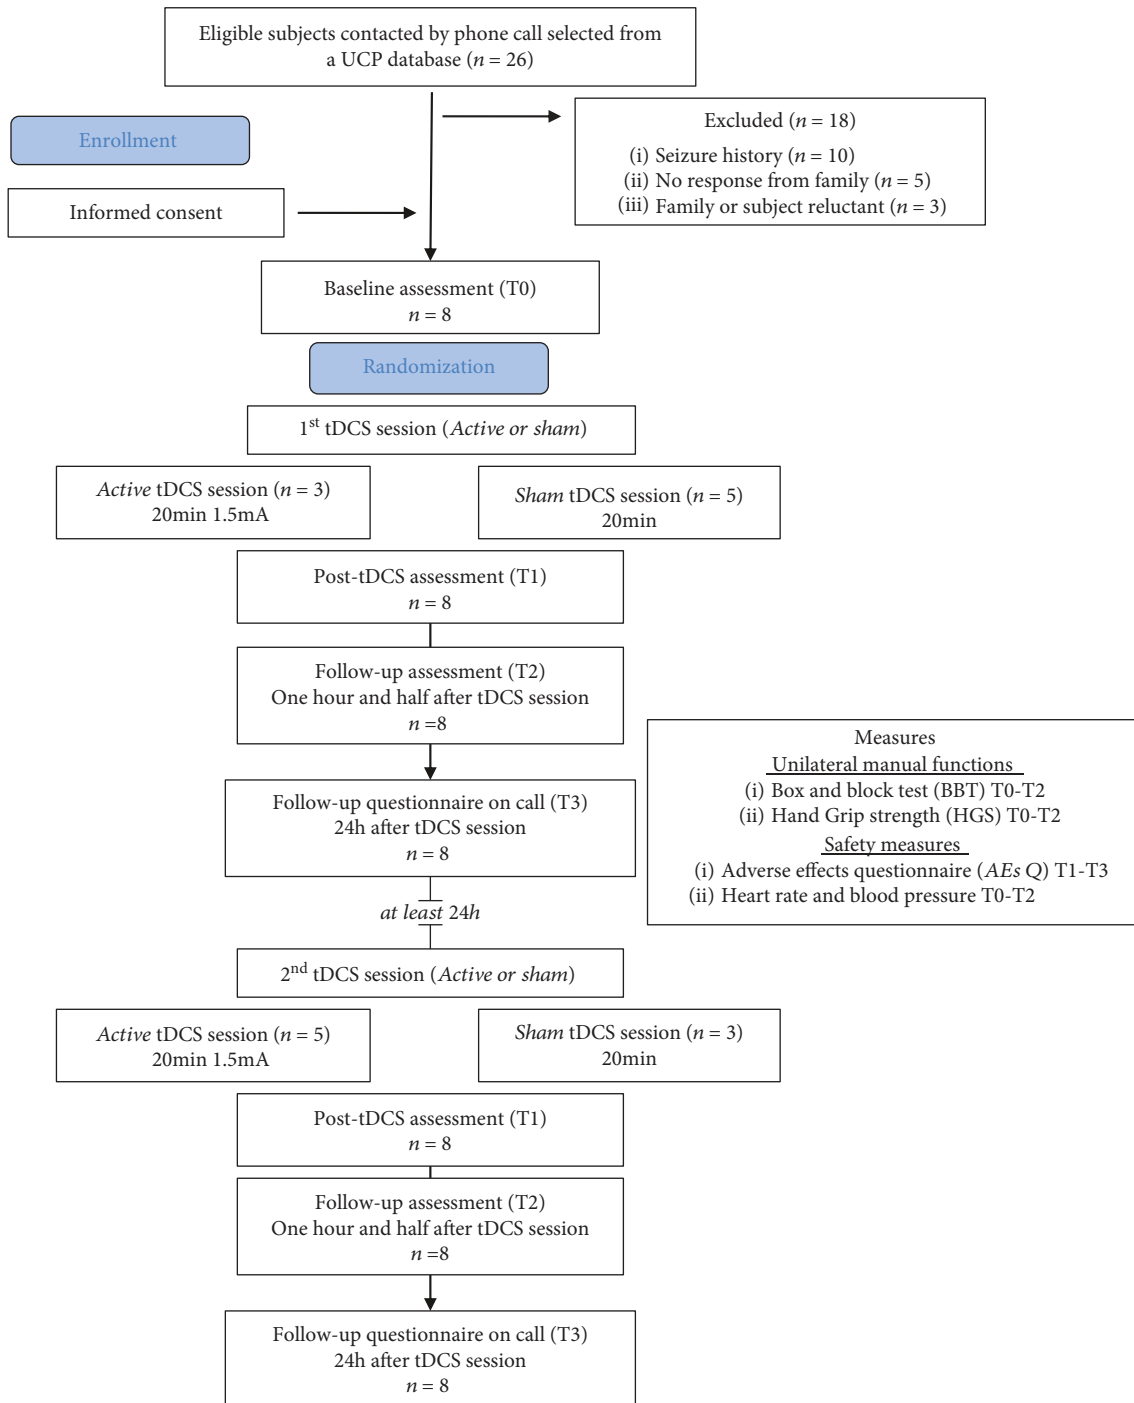 Eligible subjects contacted by phone call selected from
a UCP database (n = 26)
Enrollment
Excluded (n = 18)
(i) Seizure history (n = 10)
(ii) No response from family (n = 5)
(iii) Family or subject reluctant (n = 3)
Informed consent
Baseline assessment (T0)
n = 8
Randomization
1st tDCS session (Active or sham)
Active tDCS session (n = 3)
20min 1.5mA
Sham tDCS session (n = 5)
20min
Post-tDCS assessment (T1)
n = 8
Follow-up assessment (T2)
One hour and half after tDCS session
n =8
Follow-up questionnaire on call (T3)
24h after tDCS session
n = 8
Measures
Unilateral manual functions
(i) Box and block test (BBT) T0-T2
(ii) Hand Grip strength (HGS) T0-T2
Safety measures
(i) Adverse effects questionnaire (AEs Q) T1-T3
(ii) Heart rate and blood pressure T0-T2
at least 24h
2nd tDCS session (Active or sham)
Active tDCS session (n = 5)
20min 1.5mA
Sham tDCS session (n = 3)
20min
Post-tDCS assessment (T1)
n = 8
Follow-up assessment (T2)
One hour and half after tDCS session
n =8
Follow-up questionnaire on call (T3)
24h after tDCS session
n = 8